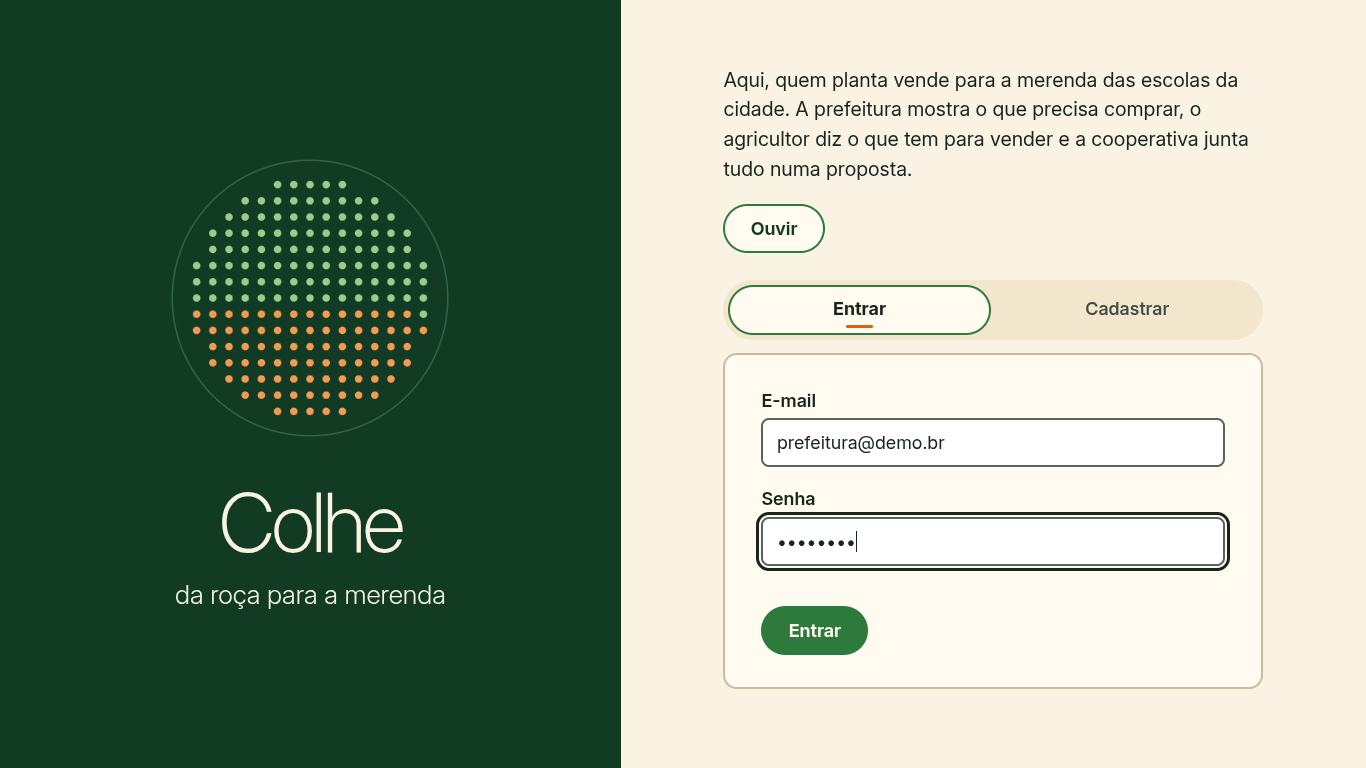 Colhe
da roça para a merenda
Aqui, quem planta vende para a merenda das escolas da
cidade. A prefeitura mostra o que precisa comprar, o
agricultor diz o que tem para vender e a cooperativa junta
tudo numa proposta.
Ouvir
Entrar
Cadastrar
E-mail
prefeitura@demo.br
Senha
••••••••
Entrar